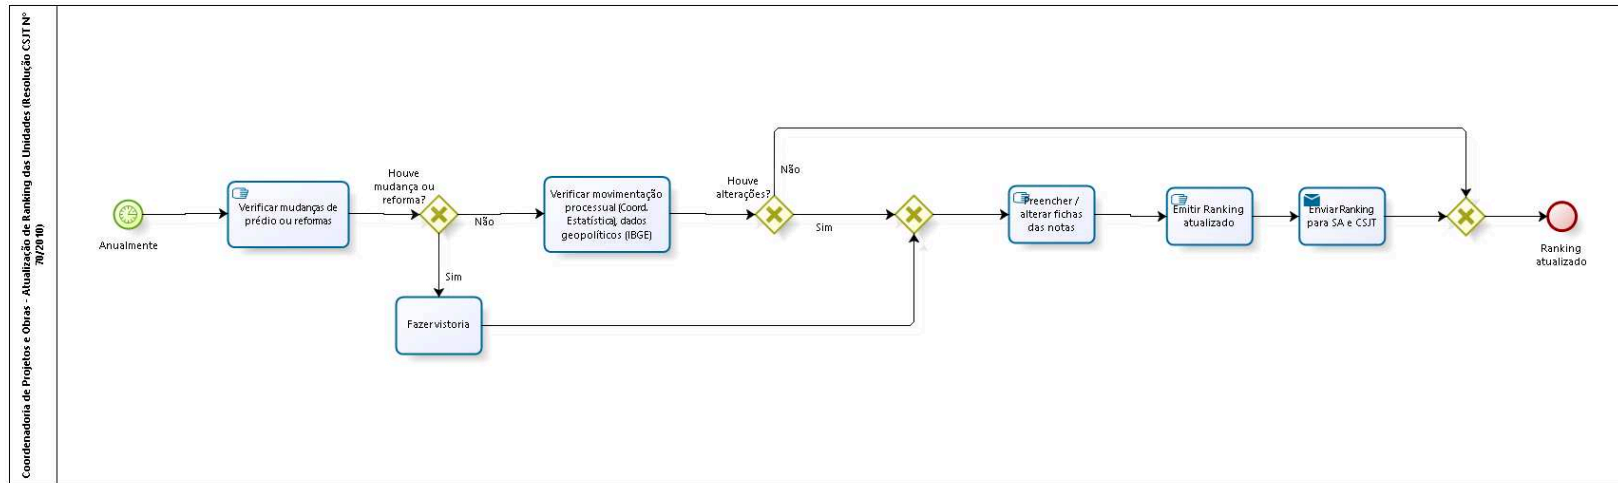 Coordenadoria de Projetos e Obras - Atualização de Ranking das Unidades (Resolução CSJT Nº
70/2010)
Anualmente
Verificar mudanças de
prédio ou reformas
Houve
mudança ou
reforma?
Não
Sim
Fazer vistoria
Verificar movimentação
processual (Coord.
Estatística), dados
geopolíticos (IBGE)
Houve
alterações?
Não
Sim
Preencher /
alterar fichas
das notas
Emitir Ranking
atualizado
Enviar Ranking
para SA e CSJT
Ranking
atualizado